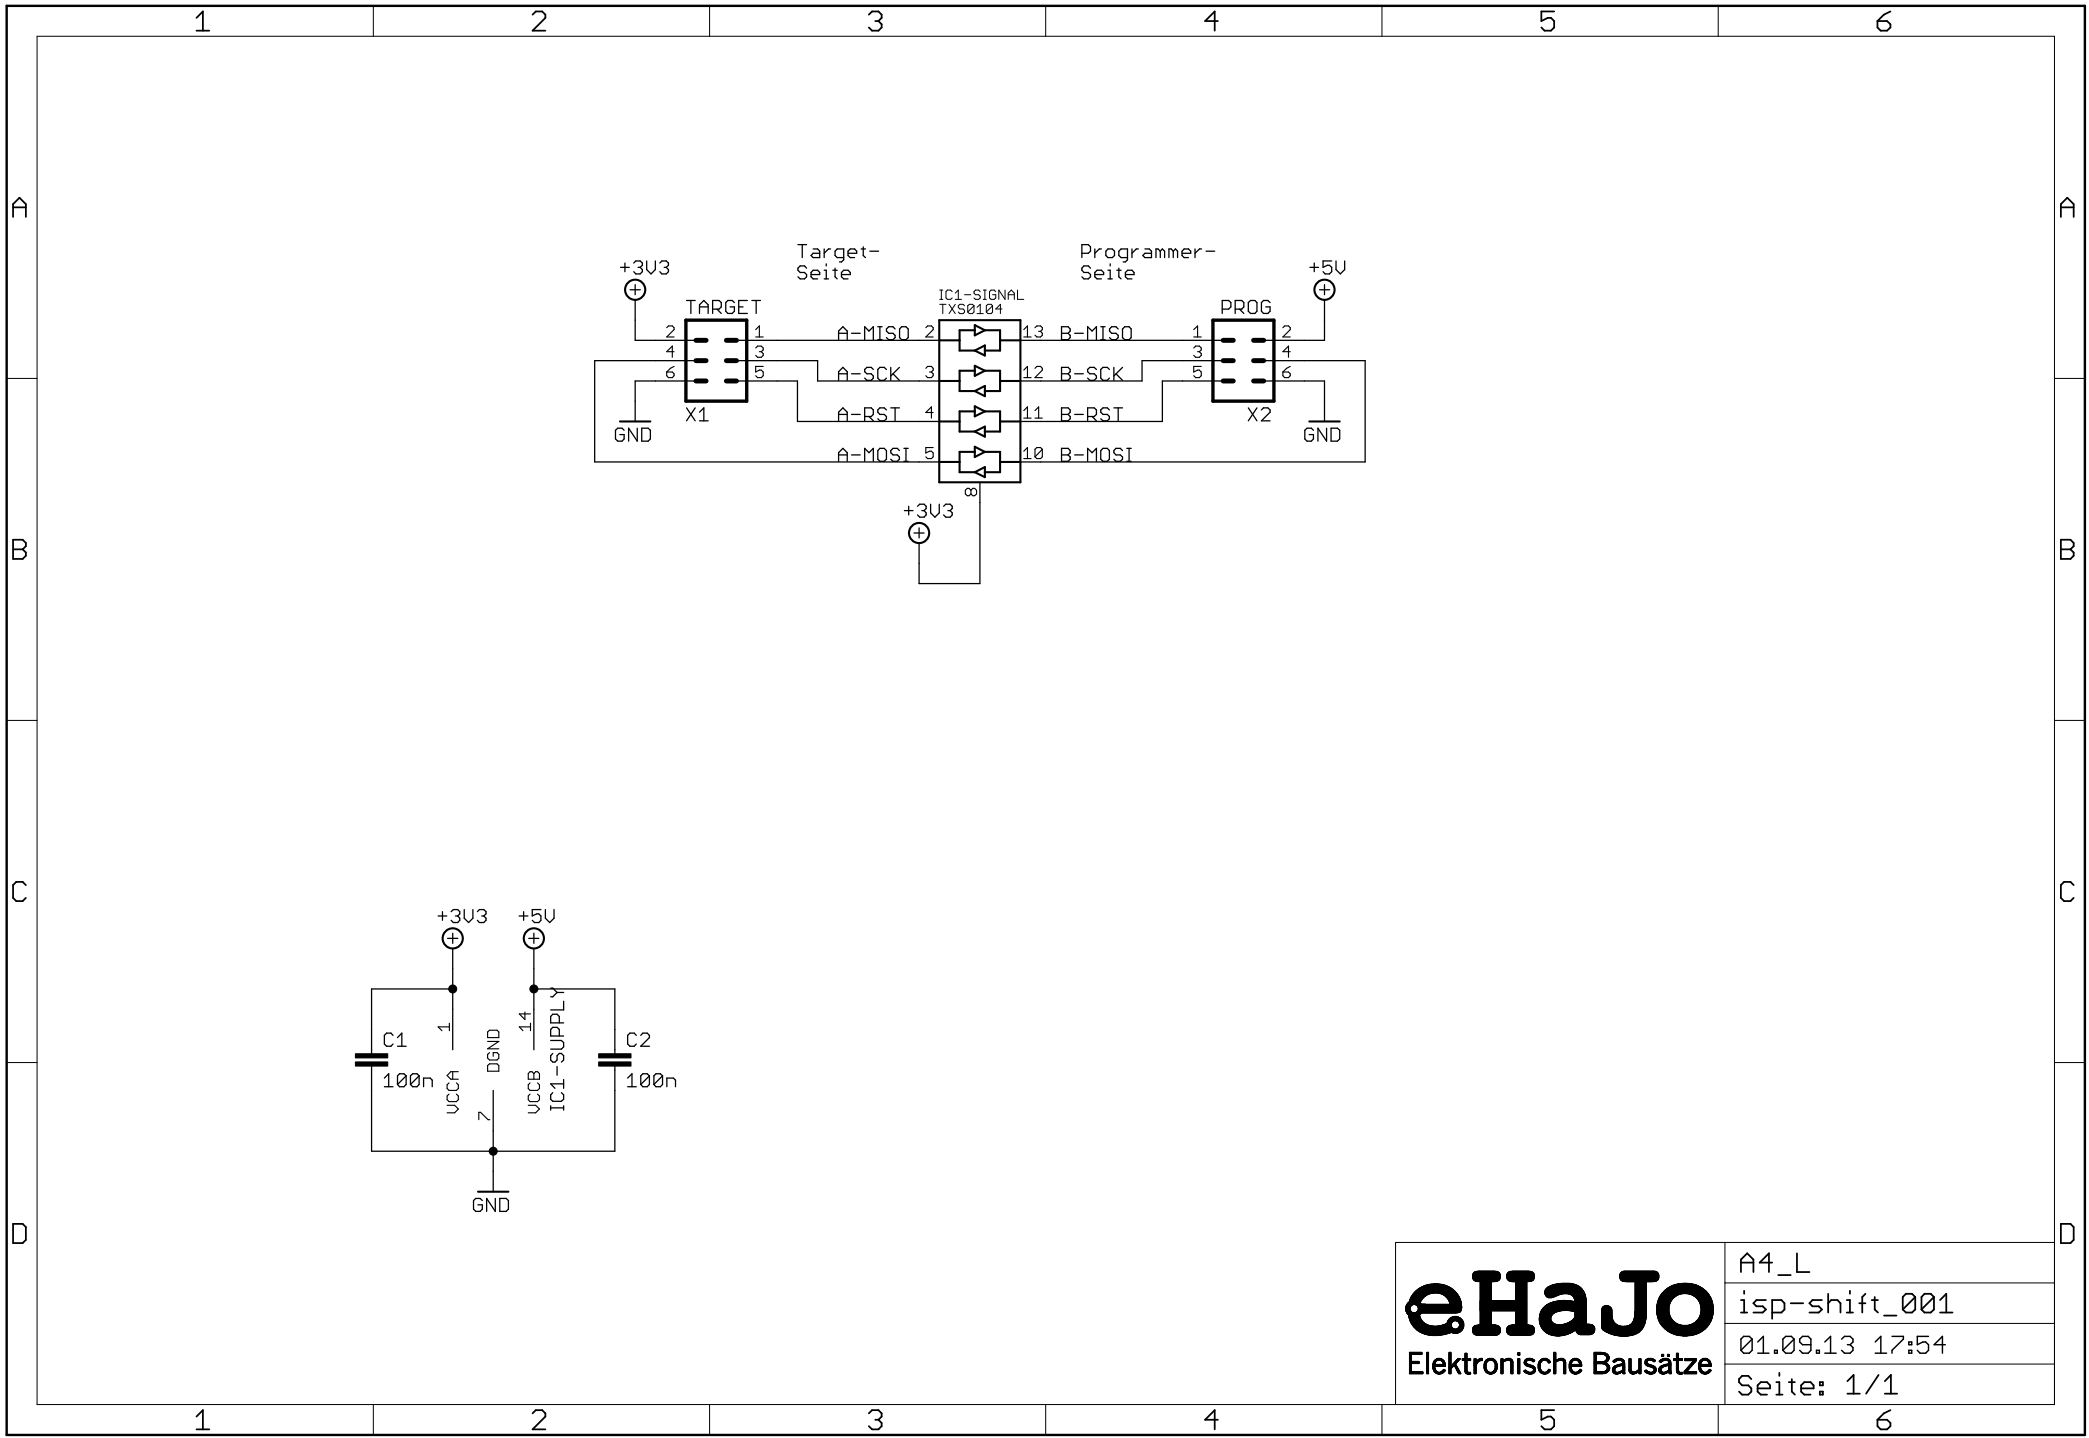 1 2 3 4 5 6
A A
Target-
Seite
Programmer-
Seite
+3V3 +5V
IC1-SIGNAL
TXS0104
TARGET PROG
2 1 A-MISO 2 13 B-MISO 1 2
4 3 3 4
A-SCK 3 12 B-SCK
6 5 5 6
X1 A-RST 4 11 B-RST X2
GND GND
A-MOSI 5 10 B-MOSI
8
+3V3
B B
C C
+3V3 +5V
1 14
C1 C2
DGND
IC1-SUPPLY
100n 100n
VCCA VCCB
7
GND
D D
eHaJo
Elektronische Bausätze
A4_L
isp-shift_001
01.09.13 17:54
Seite: 1/1
1 2 3 4 5 6